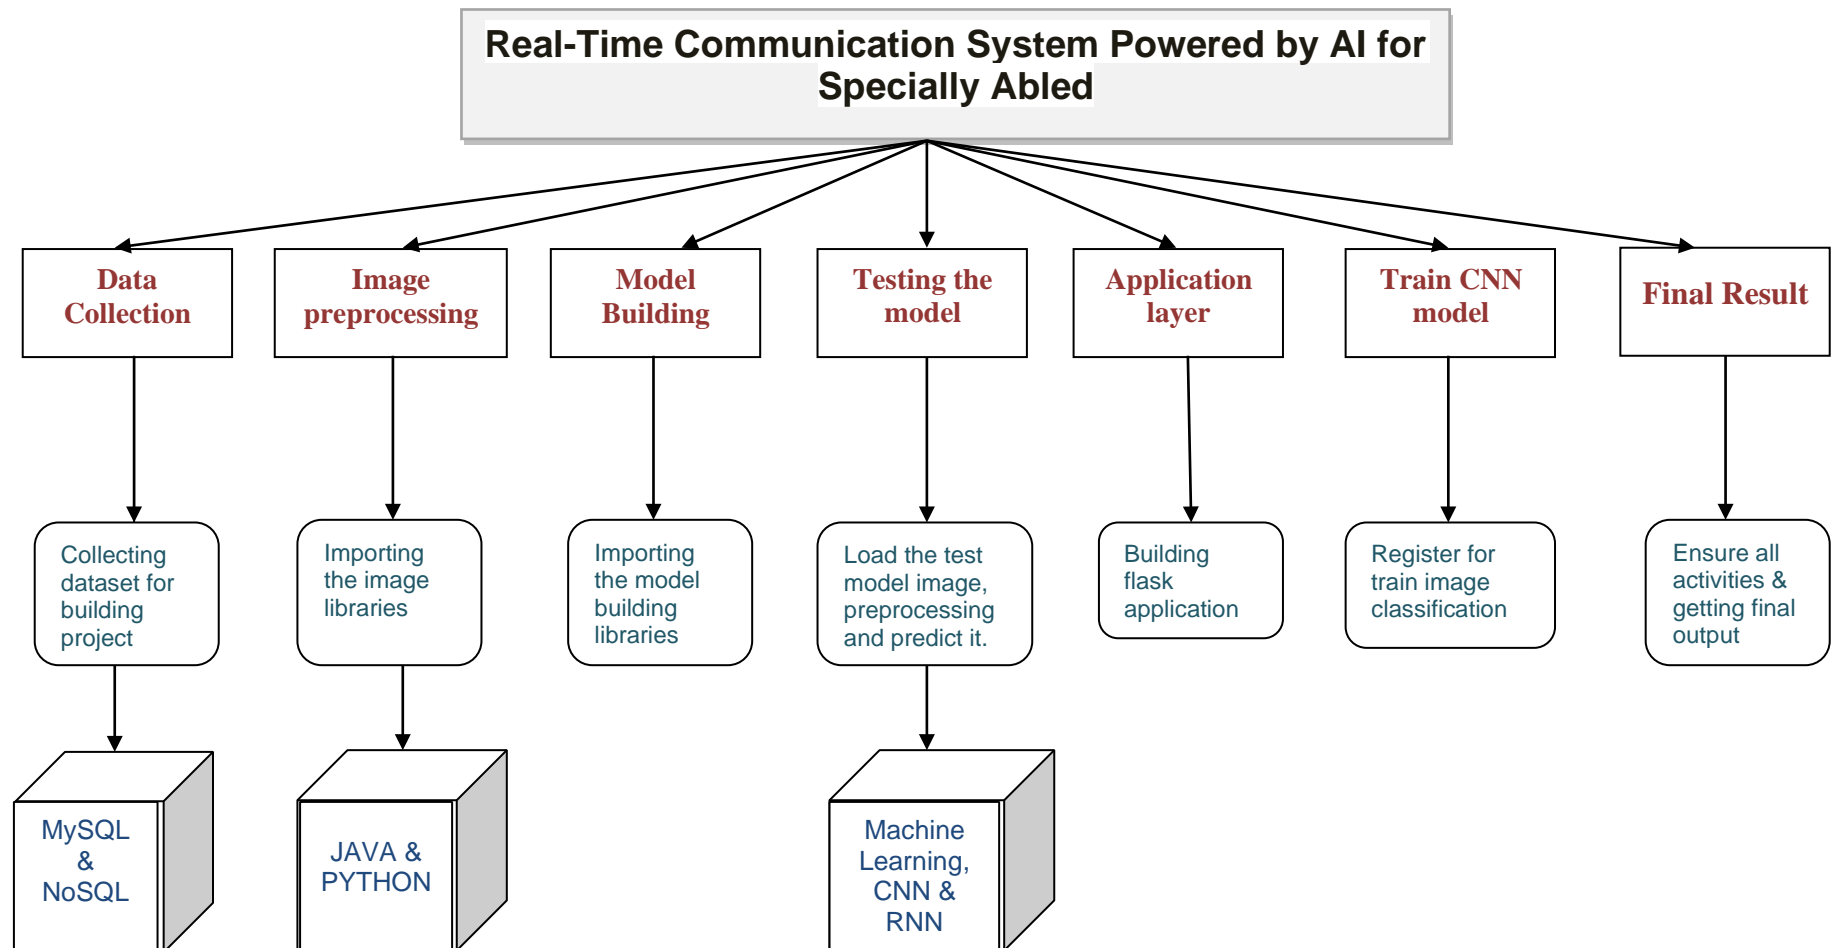 Real-Time Communication System Powered by AI for
Specially Abled
Data
Collection
Image
preprocessing
Model
Building
Testing the
model
Application
layer
Train CNN
model
Final Result
Collecting
dataset for
building
project
Importing
the image
libraries
Importing
the model
building
libraries
Load the test
model image,
preprocessing
and predict it.
Building
flask
application
Register for
train image
classification
Ensure all
activities &
getting final
output
MySQL
&
NoSQL
JAVA &
PYTHON
Machine
Learning,
CNN &
RNN